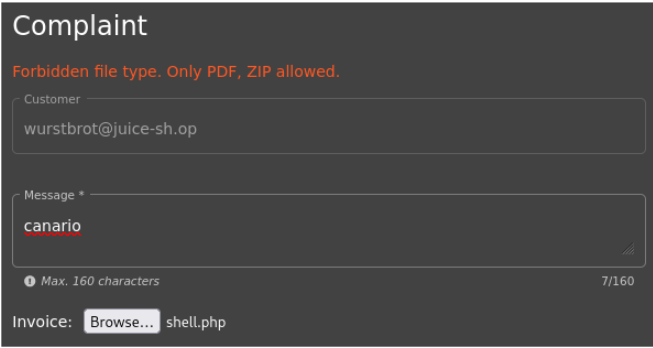 Complaint
Forbidden file type. Only PDF, ZIP allowed.
Customer
wurstbrot@juice-sh.op
Message *
canario
Max. 160 characters 7/160
Invoice: Browse... shell.php